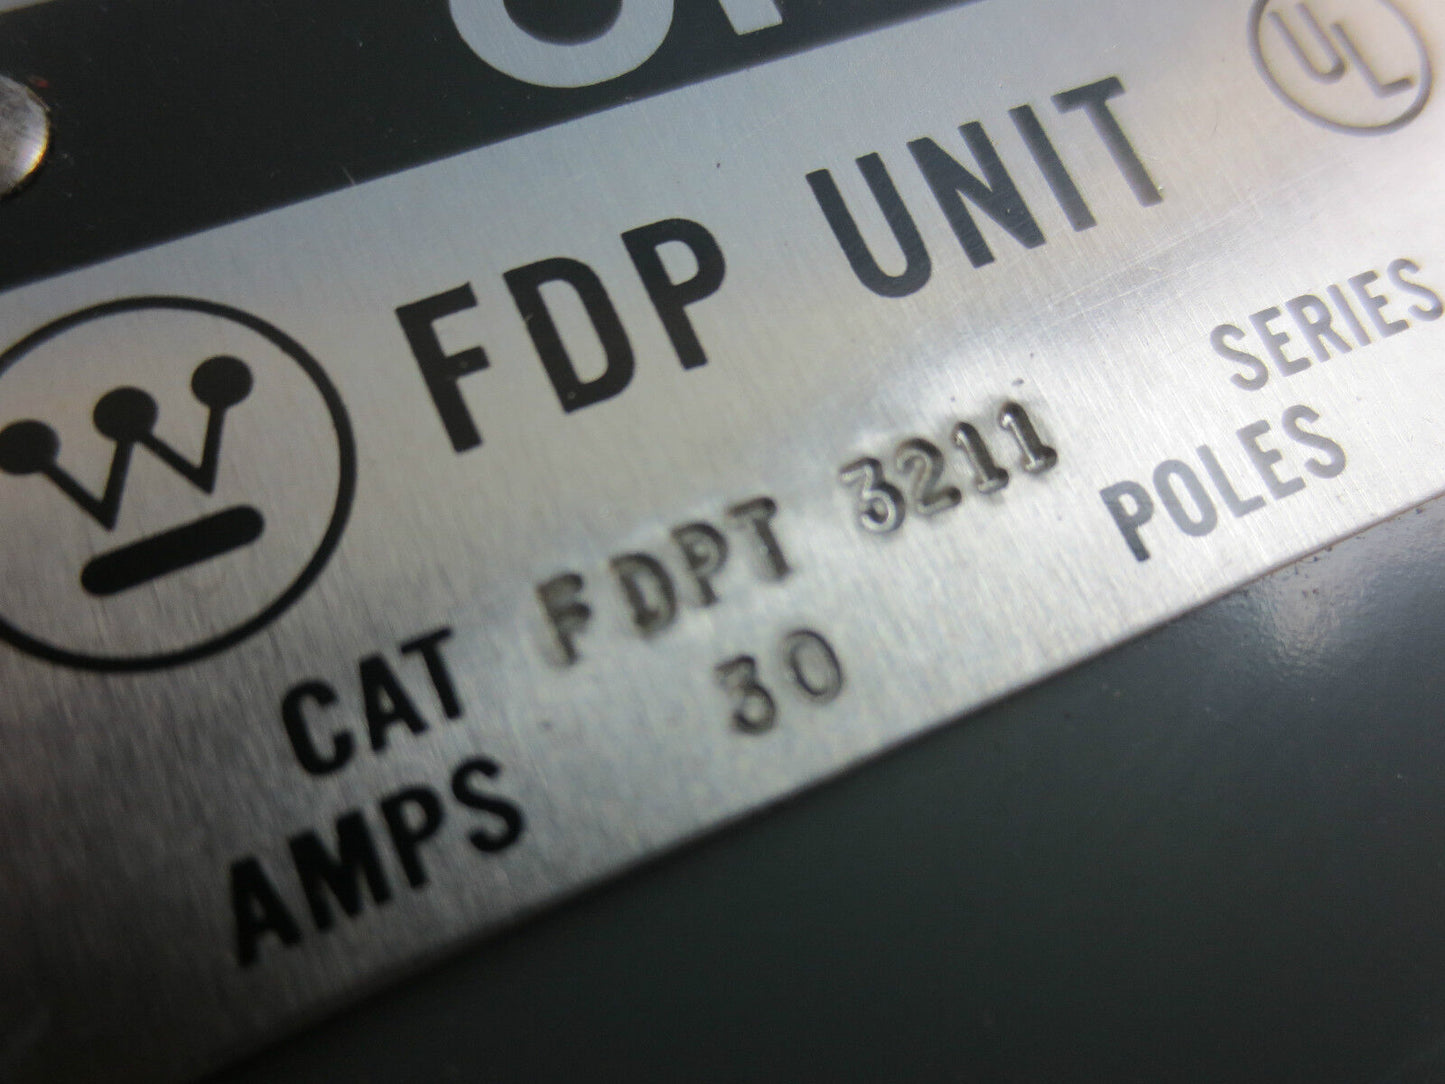 FDP UNIT
UL
CAT FDPT 3211 SERIES
AMPS 30 POLES